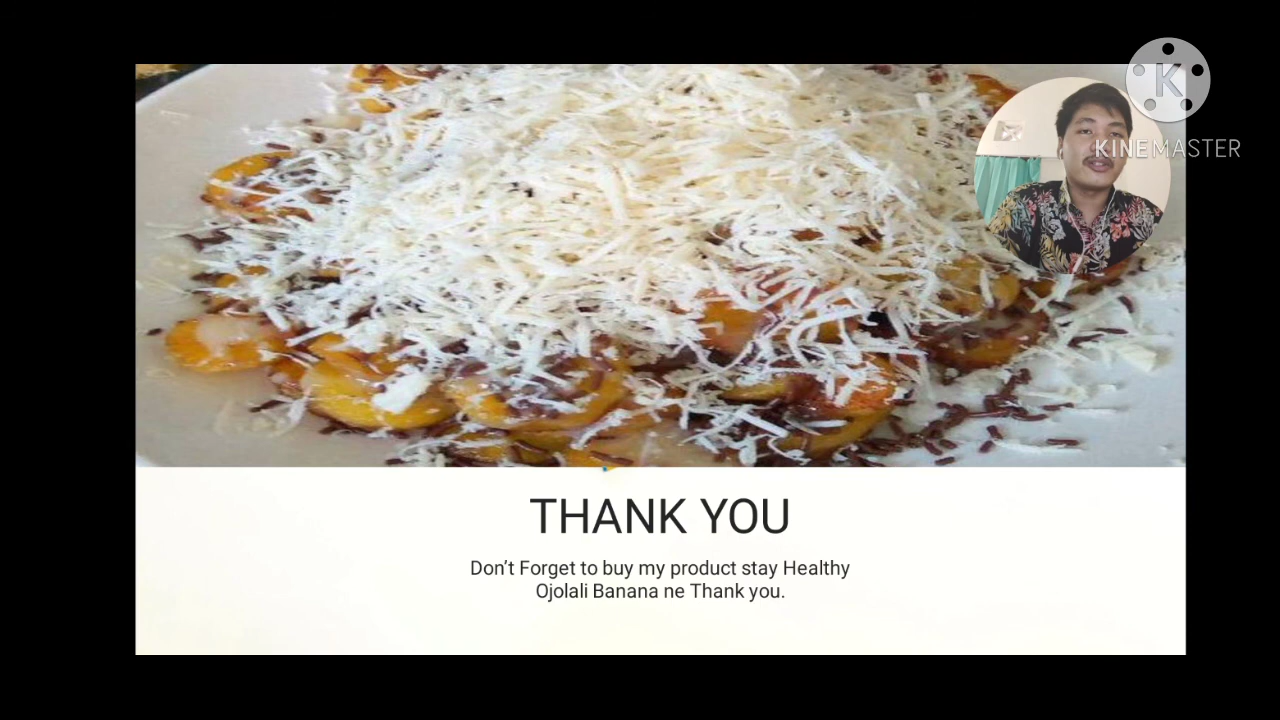 KINEMASTER
THANK YOU
Don't Forget to buy my product stay Healthy
Ojolali Banana ne Thank you.